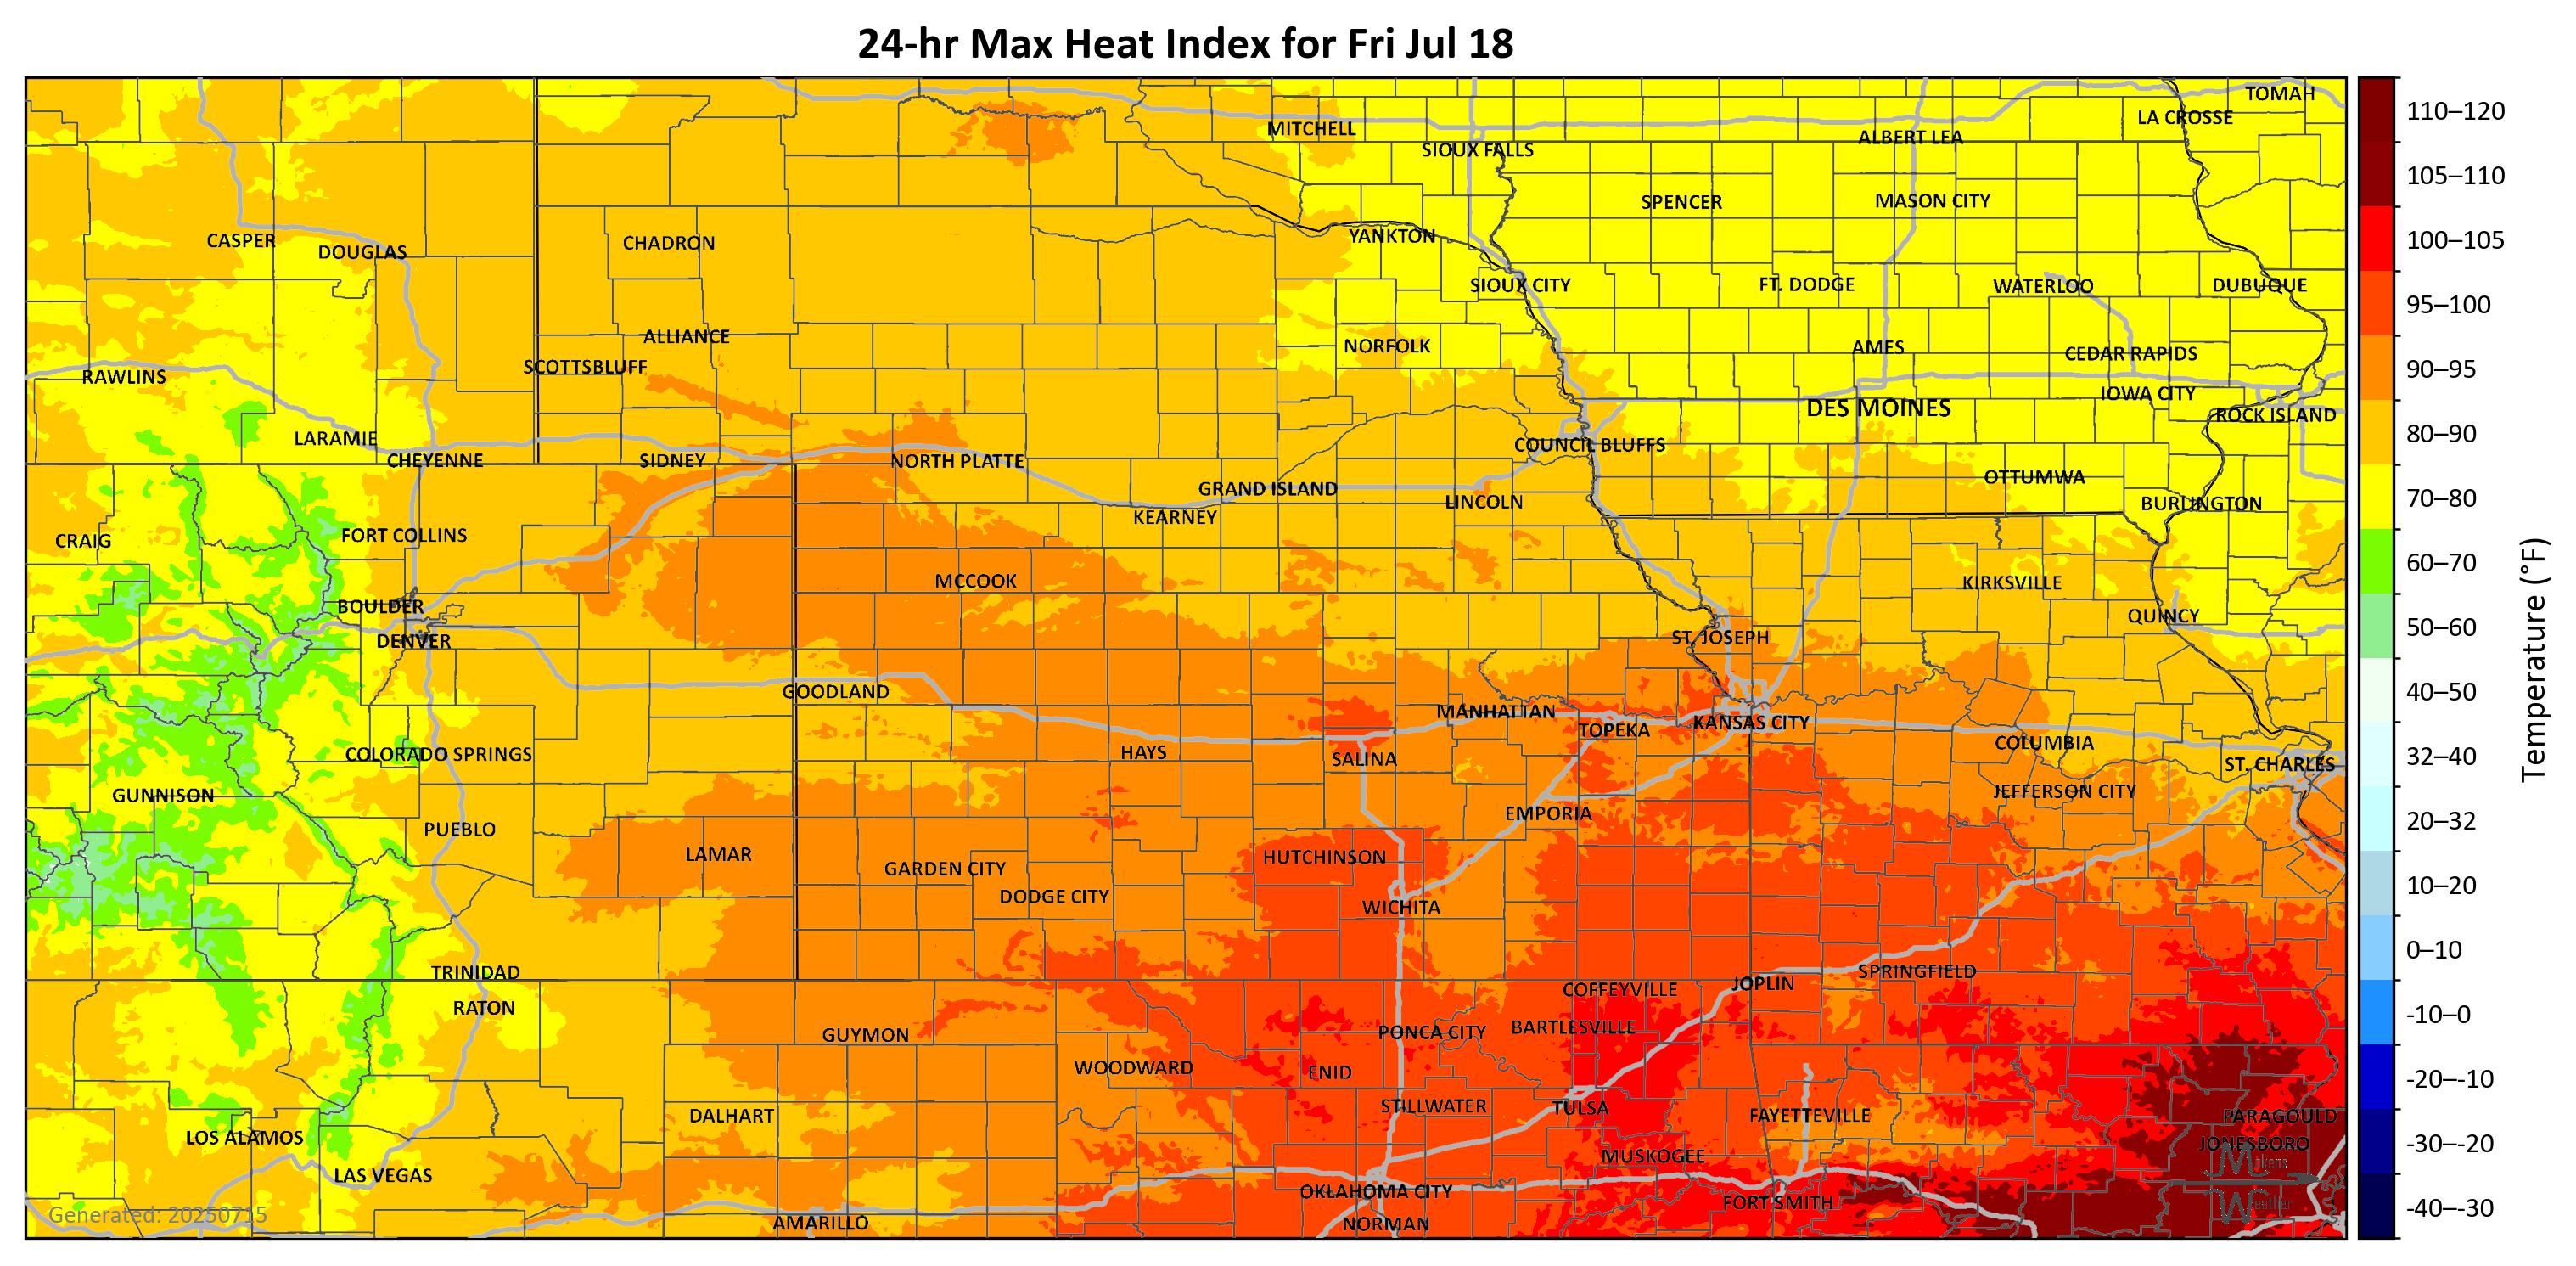 24-hr Max Heat Index for Fri Jul 18
TOMAH
LA CROSSE
MITCHELL
ALBERT LEA
SIOUX FALLS
SPENCER
MASON CITY
YANKTON
CASPER
CHADRON
DOUGLAS
SIOUX CITY
FT. DODGE
WATERLOO
DUBUQUE
ALLIANCE
NORFOLK
AMES
CEDAR RAPIDS
SCOTTSBLUFF
RAWLINS
IOWA CITY
DES MOINES
ROCK ISLAND
LARAMIE
COUNCIL BLUFFS
CHEYENNE
SIDNEY
NORTH PLATTE
OTTUMWA
GRAND ISLAND
LINCOLN
BURLINGTON
KEARNEY
FORT COLLINS
CRAIG
MCCOOK
KIRKSVILLE
BOULDER
QUINCY
DENVER
ST. JOSEPH
GOODLAND
MANHATTAN
KANSAS CITY
TOPEKA
COLUMBIA
COLORADO SPRINGS
HAYS
SALINA
ST. CHARLES
GUNNISON
JEFFERSON CITY
EMPORIA
PUEBLO
LAMAR
HUTCHINSON
GARDEN CITY
DODGE CITY
WICHITA
TRINIDAD
SPRINGFIELD
JOPLIN
COFFEYVILLE
RATON
GUYMON
PONCA CITY
BARTLESVILLE
WOODWARD
ENID
STILLWATER
TULSA
DALHART
FAYETTEVILLE
PARAGOULD
LOS ALAMOS
JONESBORO
MUSKOGEE
LAS VEGAS
OKLAHOMA CITY
FORT SMITH
Generated: 20250715
AMARILLO
NORMAN
Weather
110–120
105–110
100–105
95–100
90–95
80–90
70–80
60–70
50–60
40–50
32–40
20–32
10–20
0–10
-10–0
-20–-10
-30–-20
-40–-30
Temperature (°F)